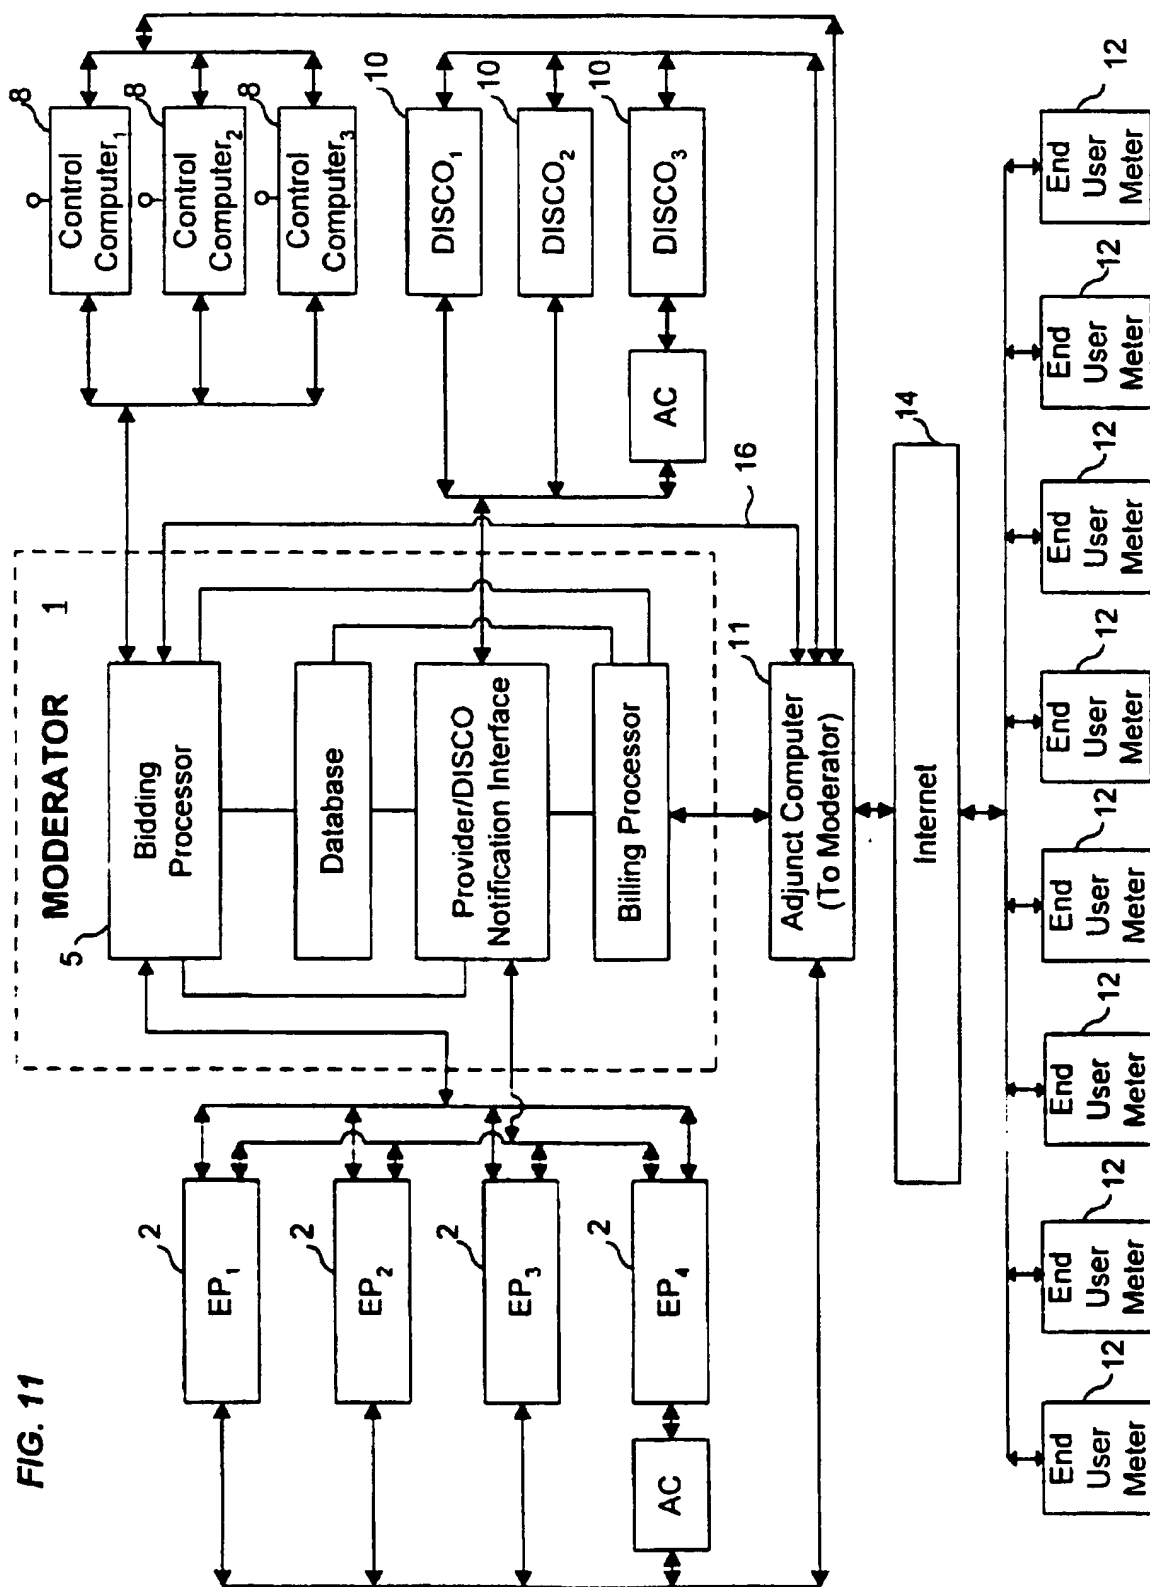 FIG. 11
MODERATOR
1
5
Bidding
Processor
Database
Provider/DISCO
Notification Interface
Billing Processor
2
EP1
2
EP2
2
EP3
2
EP4
AC
8
Control
Computer1
8
Control
Computer2
8
Control
Computer3
10
DISCO1
10
DISCO2
10
DISCO3
AC
16
11
Adjunct Computer
(To Moderator)
14
Internet
12
End
User
Meter
12
End
User
Meter
12
End
User
Meter
12
End
User
Meter
12
End
User
Meter
12
End
User
Meter
12
End
User
Meter
12
End
User
Meter